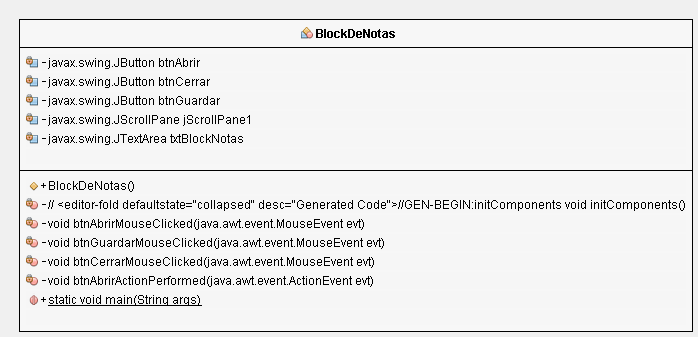 BlockDeNotas
-javax.swing.JButton btnAbrir
-javax.swing.JButton btnCerrar
-javax.swing.JButton btnGuardar
-javax.swing.JScrollPane jScrollPane1
-javax.swing.JTextArea txtBlockNotas
+BlockDeNotas()
-// <editor-fold defaultstate="collapsed" desc="Generated Code">//GEN-BEGIN:initComponents void initComponents()
-void btnAbrirMouseClicked(java.awt.event.MouseEvent evt)
-void btnGuardarMouseClicked(java.awt.event.MouseEvent evt)
-void btnCerrarMouseClicked(java.awt.event.MouseEvent evt)
-void btnAbrirActionPerformed(java.awt.event.ActionEvent evt)
+static void main(String args)